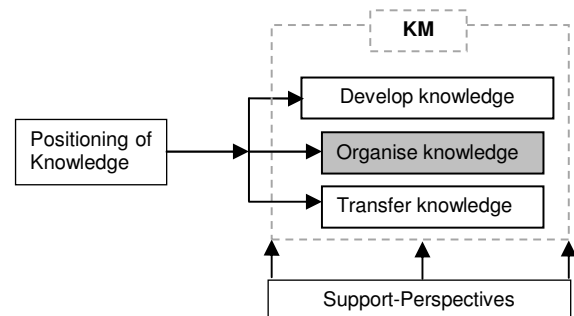 KM
Develop knowledge
Positioning of
Knowledge
Organise knowledge
Transfer knowledge
Support-Perspectives